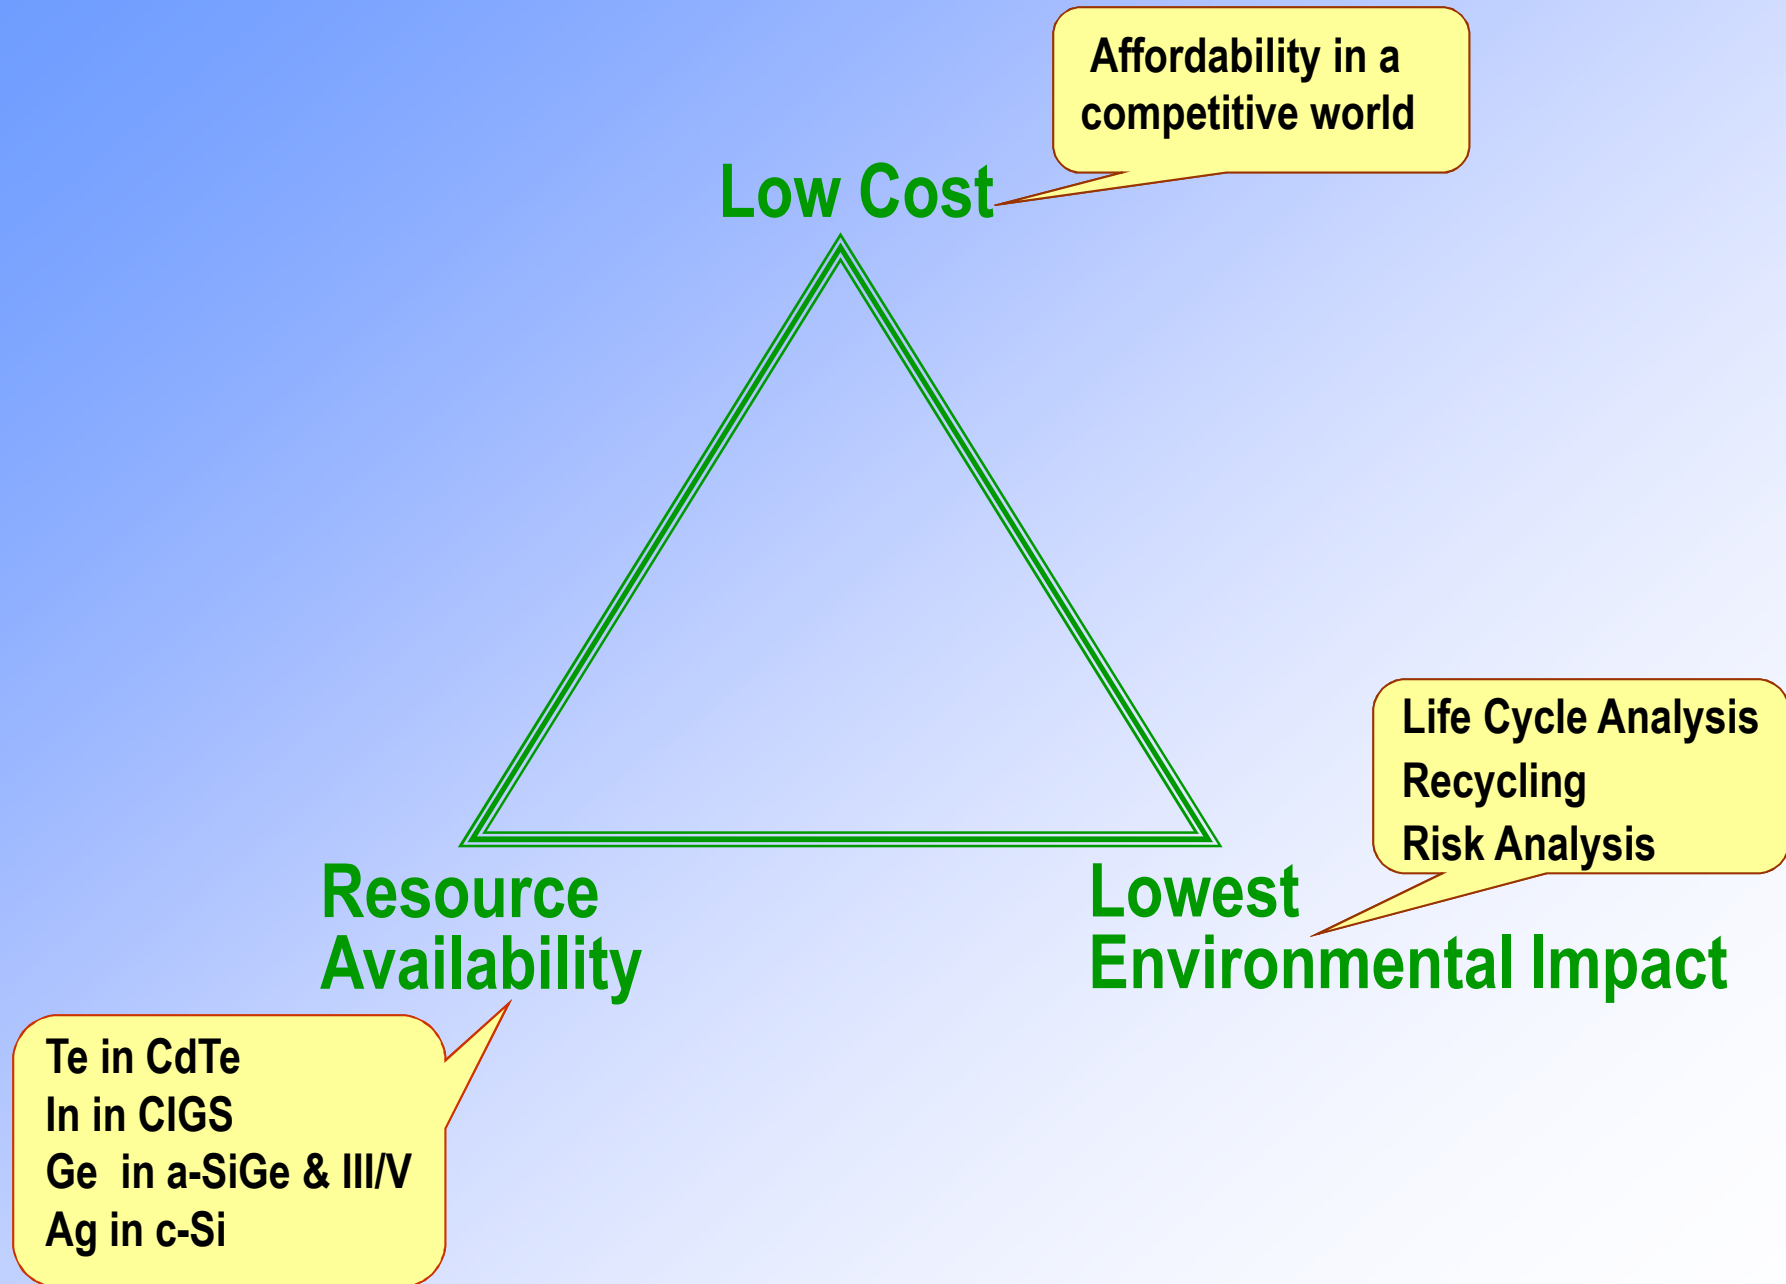 Affordability in a
competitive world
Low Cost
Life Cycle Analysis
Recycling
Risk Analysis
Resource
Availability
Lowest
Environmental Impact
Te in CdTe
In in CIGS
Ge in a-SiGe & III/V
Ag in c-Si